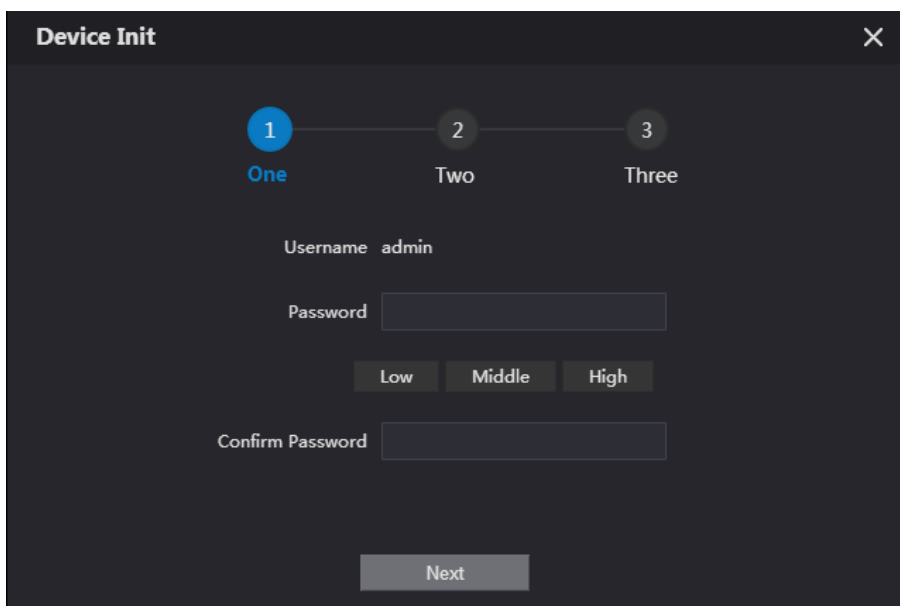 Device Init
1 2 3
One Two Three
Username admin
Password
Low Middle High
Confirm Password
Next